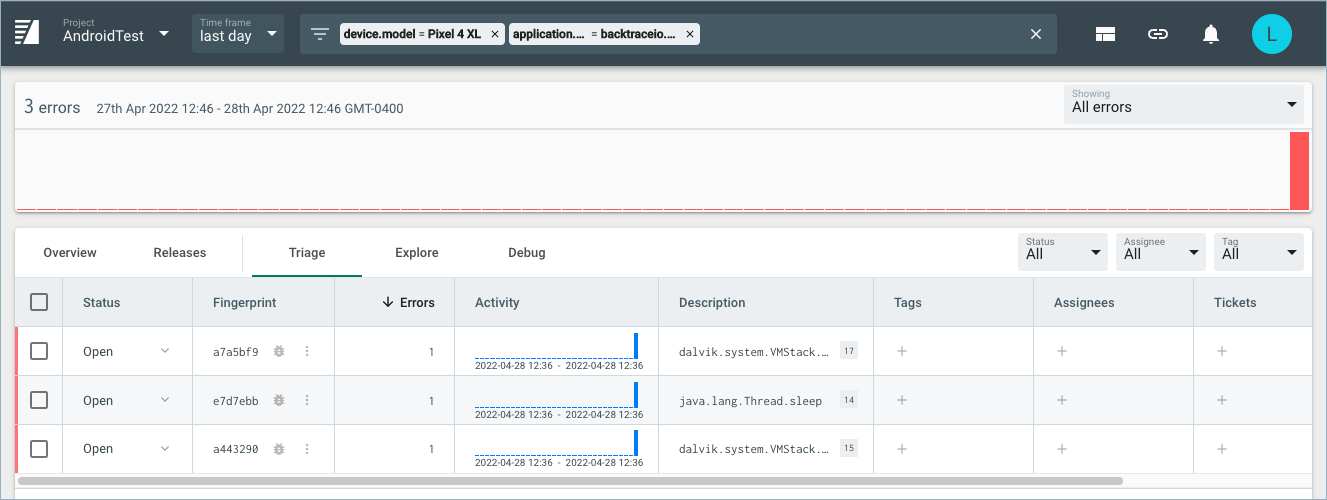 Project
AndroidTest
Time frame
last day
device.model = Pixel 4 XL ×
application.... = backtraceio.... ×
L
3 errors 27th Apr 2022 12:46 - 28th Apr 2022 12:46 GMT-0400
Showing
All errors
Overview Releases Triage Explore Debug
Status
All
Assignee
All
Tag
All
Status Fingerprint Errors Activity Description Tags Assignees Tickets
Open a7a5bf9 1 dalvik.system.VMStack.… 17 + + +
2022-04-28 12:36 - 2022-04-28 12:36
Open e7d7ebb 1 java.lang.Thread.sleep 14 + + +
2022-04-28 12:36 - 2022-04-28 12:36
Open a443290 1 dalvik.system.VMStack.… 15 + + +
2022-04-28 12:36 - 2022-04-28 12:36